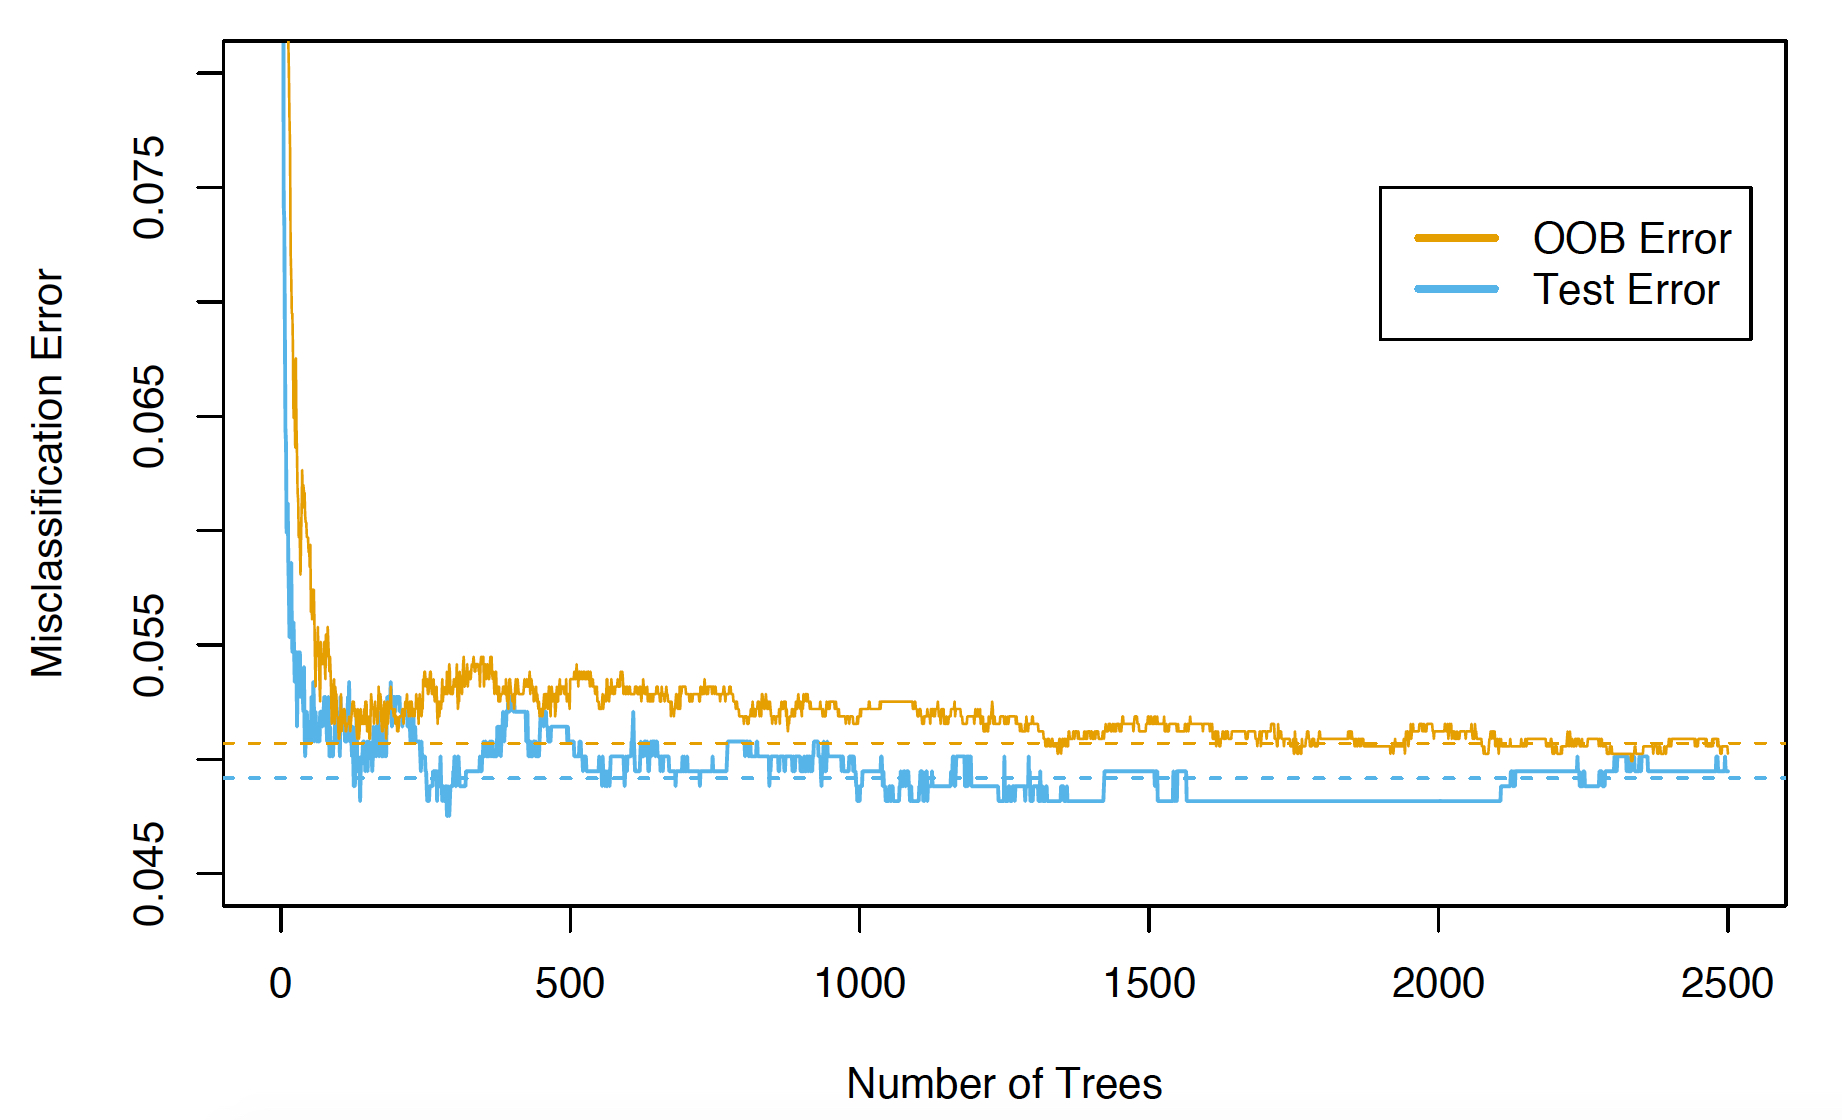 0.075
0.065
0.055
0.045
Misclassification Error
OOB Error
Test Error
0 500 1000 1500 2000 2500
Number of Trees